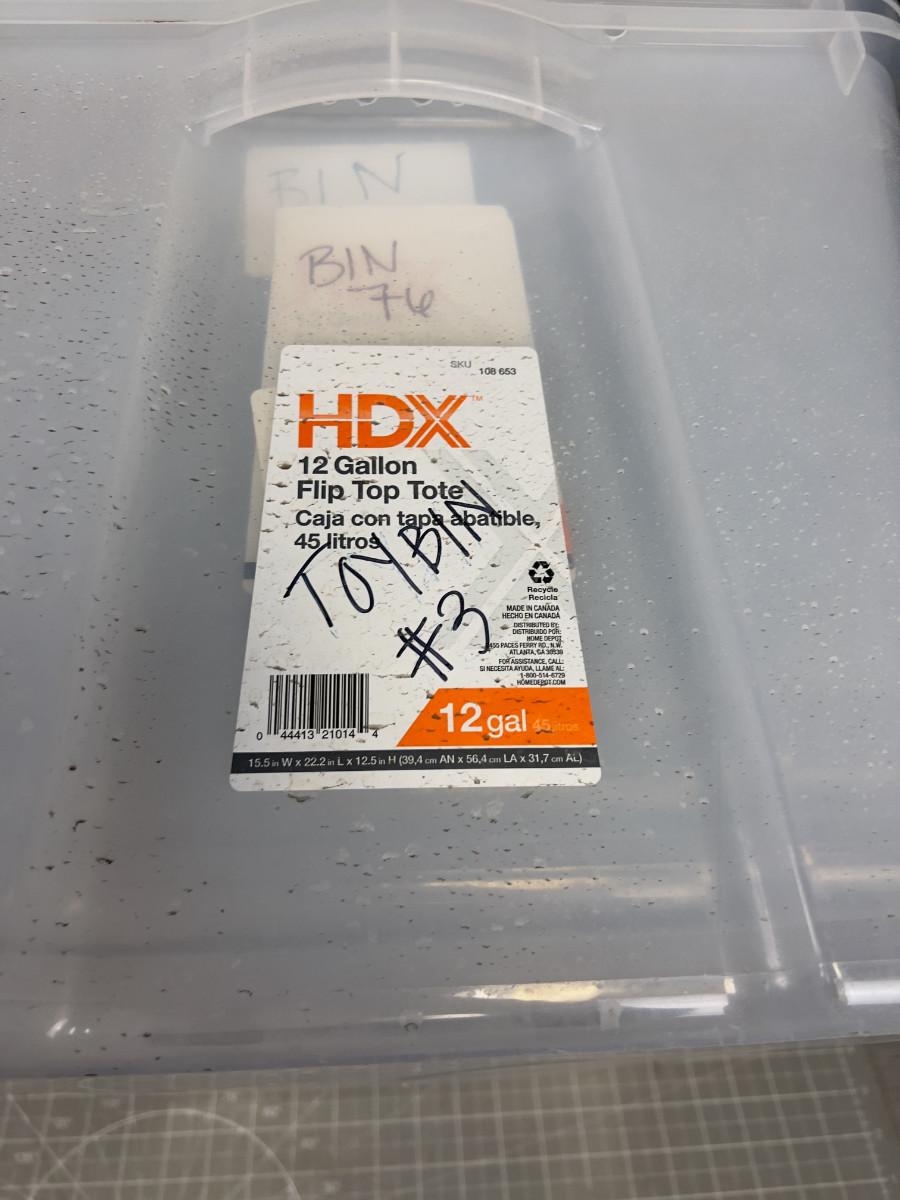 BIN
BIN
76
SKU 108 653
HDX™
12 Gallon
Flip Top Tote
Caja con tapa abatible,
45 litros
TOY BIN
#3
Recycle
Recicla
MADE IN CANADA
HECHO EN CANADÁ
DISTRIBUTED BY:
DISTRIBUIDO POR:
HOME DEPOT
2455 PACES FERRY RD., N.W.
ATLANTA, GA 30339
FOR ASSISTANCE, CALL:
SI NECESITA AYUDA, LLAME AL:
1-800-514-6729
HOMEDEPOT.COM
0 44413 21014 4
12 gal 45 litros
15.5 in W x 22.2 in L x 12.5 in H (39,4 cm AN x 56,4 cm LA x 31,7 cm AL)